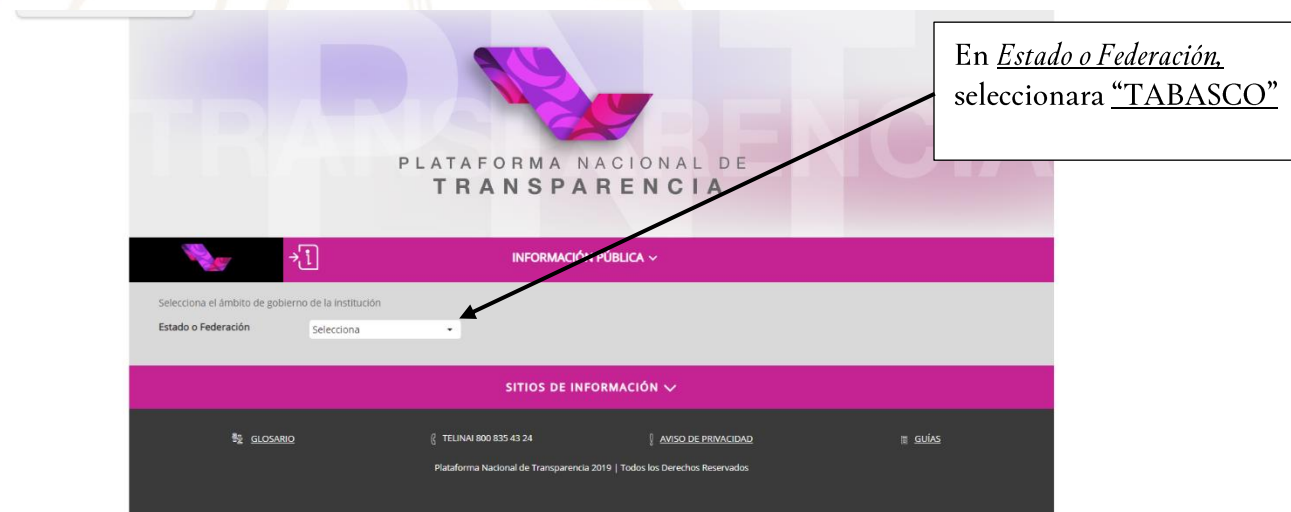 En Estado o Federación,
seleccionara “TABASCO”
PNT
TRANSPARENCIA
PLATAFORMA NACIONAL DE
TRANSPARENCIA
INFORMACIÓN PÚBLICA
Selecciona el ámbito de gobierno de la institución
Estado o Federación Selecciona
SITIOS DE INFORMACIÓN
GLOSARIO TELINAI 800 835 43 24 AVISO DE PRIVACIDAD GUÍAS
Plataforma Nacional de Transparencia 2019 | Todos los Derechos Reservados